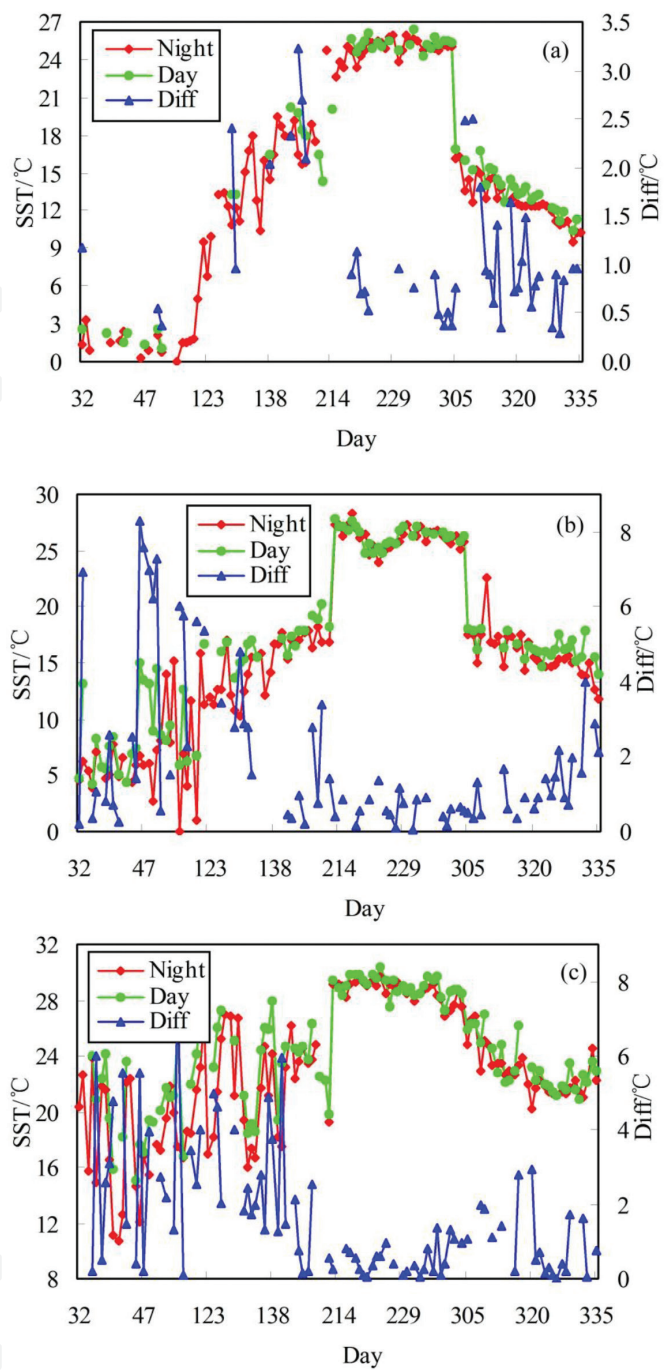 27
24
21
18
15
12
9
6
3
0
SST/℃
Night
Day
Diff
(a)
3.5
3.0
2.5
2.0
1.5
1.0
0.5
0.0
Diff/℃
32 47 123 138 214 229 305 320 335
Day
30
25
20
15
10
5
0
SST/℃
Night
Day
Diff
(b)
8
6
4
2
0
Diff/℃
32 47 123 138 214 229 305 320 335
Day
32
28
24
20
16
12
8
SST/℃
Night
Day
Diff
(c)
8
6
4
2
0
Diff/℃
32 47 123 138 214 229 305 320 335
Day